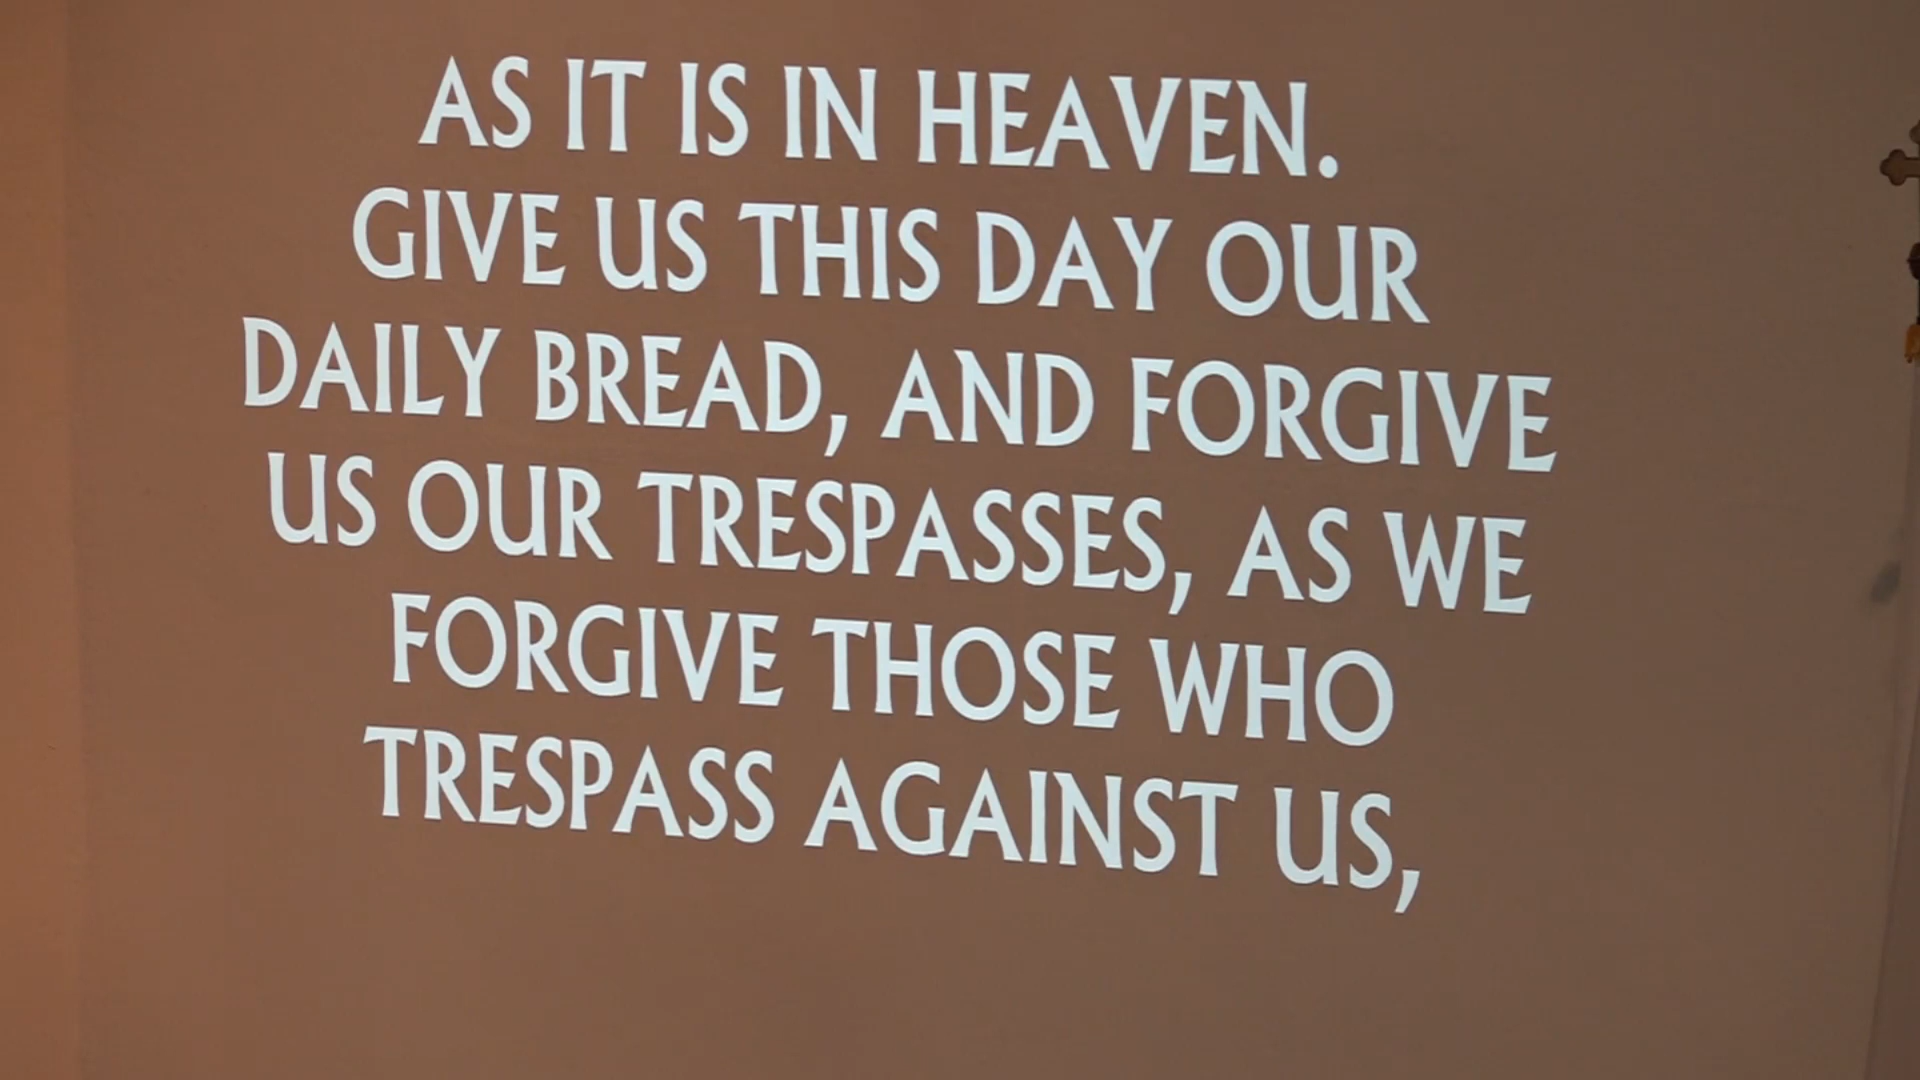 AS IT IS IN HEAVEN.
GIVE US THIS DAY OUR
DAILY BREAD, AND FORGIVE
US OUR TRESPASSES, AS WE
FORGIVE THOSE WHO
TRESPASS AGAINST US,